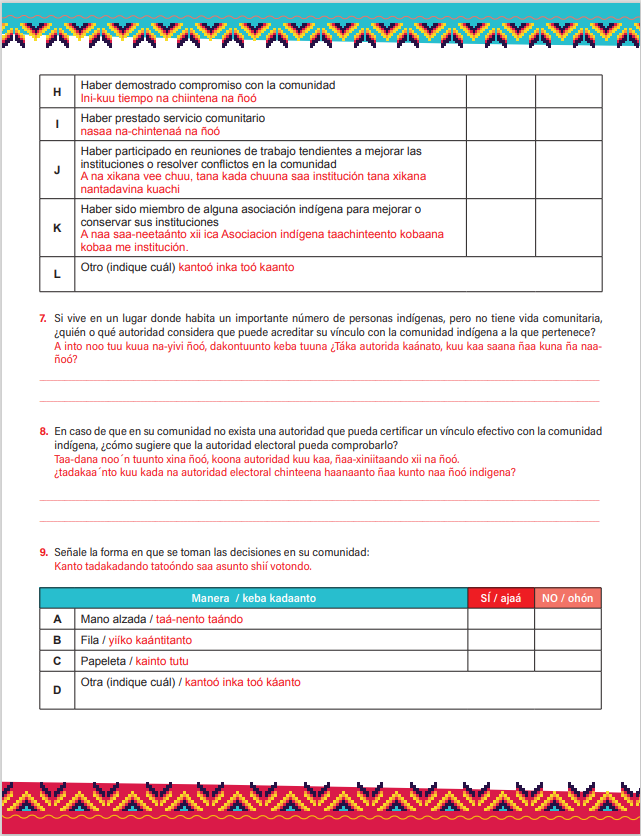 H
Haber demostrado compromiso con la comunidad
Ini-kuu tiempo na chiintena na ñoó
I
Haber prestado servicio comunitario
nasaa na-chintenaá na ñoó
J
Haber participado en reuniones de trabajo tendientes a mejorar las
instituciones o resolver conflictos en la comunidad
A na xikana vee chuu, tana kada chuuna saa institución tana xikana
nantadavina kuachi
K
Haber sido miembro de alguna asociación indígena para mejorar o
conservar sus instituciones
A naa saa-neetaánto xii ica Asociacion indígena taachinteento kobaana
kobaa me institución.
L
Otro (indique cuál) kantoó inka toó kaanto
7. Si vive en un lugar donde habita un importante número de personas indígenas, pero no tiene vida comunitaria,
¿quién o qué autoridad considera que puede acreditar su vínculo con la comunidad indígena a la que pertenece?
A into noo tuu kuua na-yivi ñoó, dakontuunto keba tuuna ¿Táka autorida kaánato, kuu kaa saana ñaa kuna ña naa-
ñoó?
8. En caso de que en su comunidad no exista una autoridad que pueda certificar un vínculo efectivo con la comunidad
indígena, ¿cómo sugiere que la autoridad electoral pueda comprobarlo?
Taa-dana noo´n tuunto xina ñoó, koona autoridad kuu kaa, ñaa-xiniitaando xii na ñoó.
¿tadakaa´nto kuu kada na autoridad electoral chinteena haanaanto ñaa kunto naa ñoó indigena?
9. Señale la forma en que se toman las decisiones en su comunidad:
Kanto tadakadando tatoóndo saa asunto shií votondo.
Manera / keba kadaanto
SÍ / ajaá
NO / ohón
A
Mano alzada / taá-nento taándo
B
Fila / yiíko kaántitanto
C
Papeleta / kainto tutu
D
Otra (indique cuál) / kantoó inka toó káanto